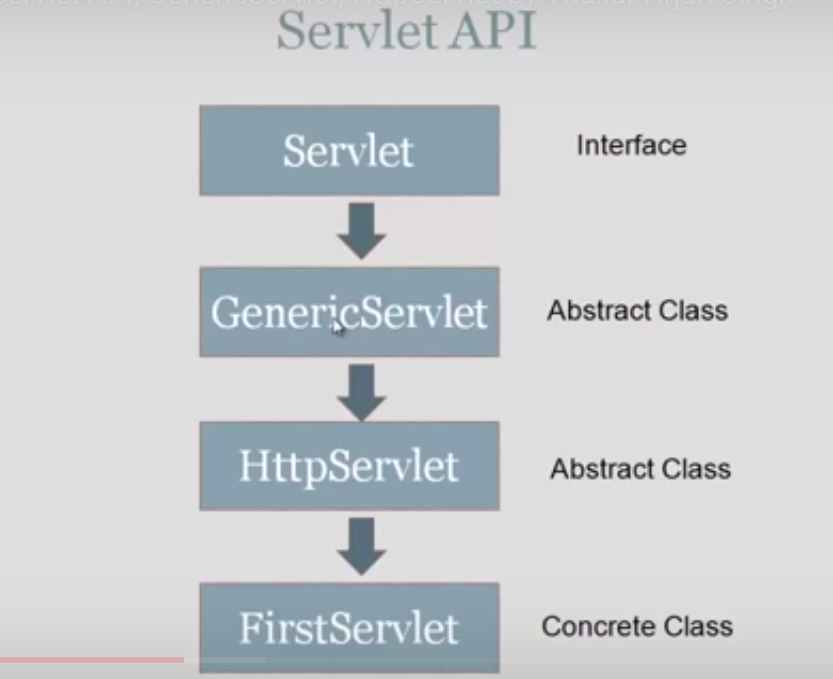 Servlet API
Servlet
Interface
GenericServlet
Abstract Class
HttpServlet
Abstract Class
FirstServlet
Concrete Class